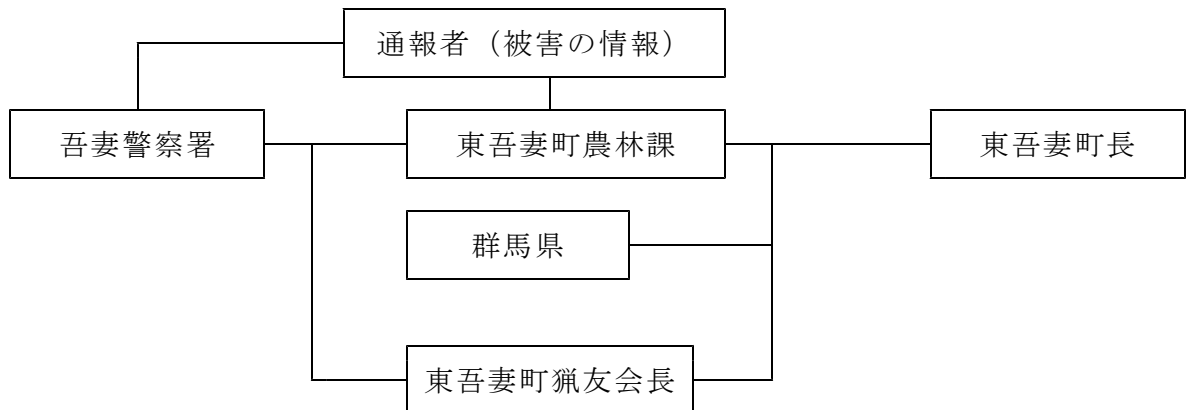 通報者（被害の情報）
吾妻警察署
東吾妻町農林課
東吾妻町長
群馬県
東吾妻町猟友会長